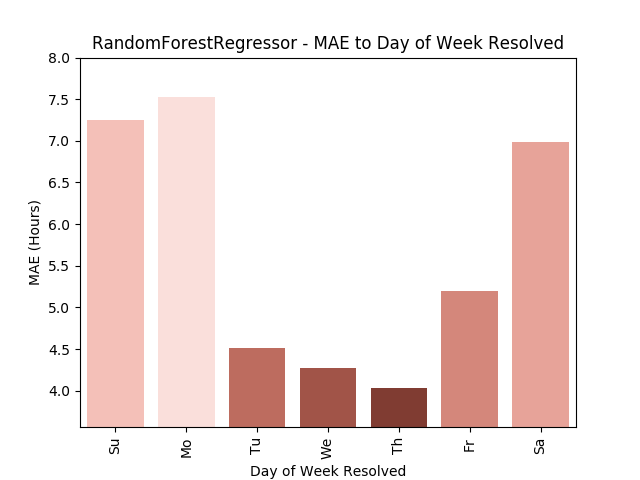 RandomForestRegressor - MAE to Day of Week Resolved
8.0
7.5
7.0
6.5
6.0
5.5
5.0
4.5
4.0
MAE (Hours)
Su
Mo
Tu
We
Th
Fr
Sa
Day of Week Resolved